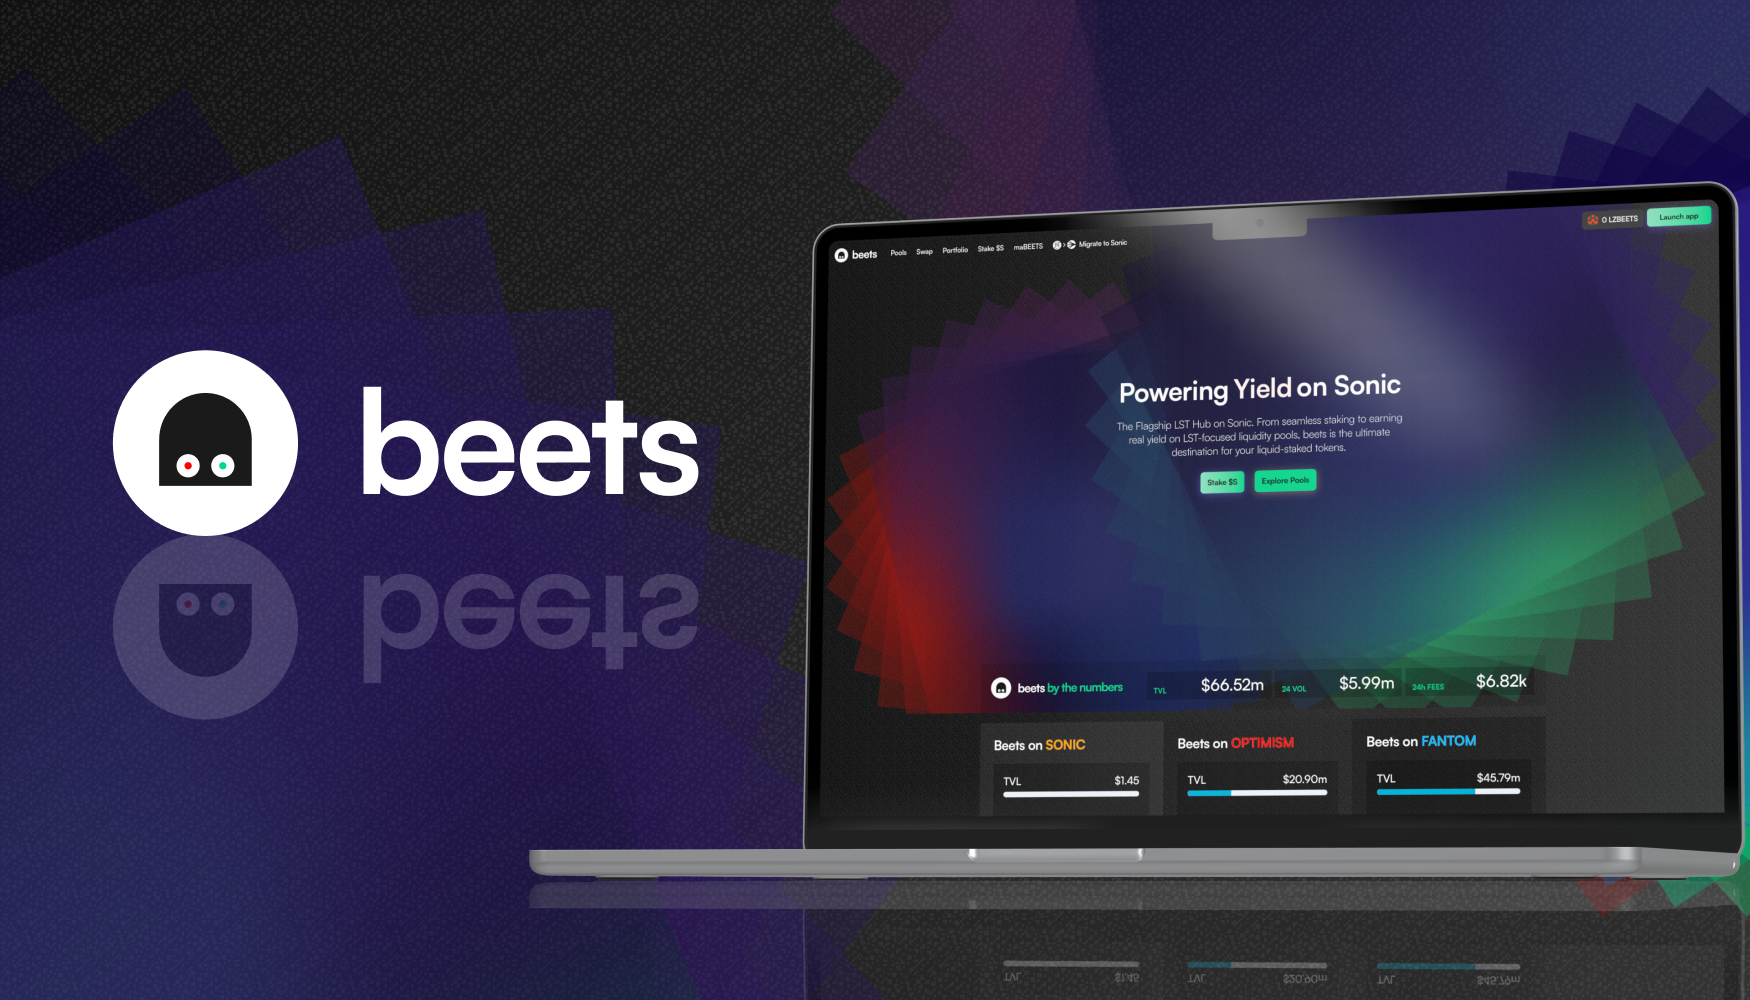 beets
beets
Pools
Swap
Portfolio
Stake $S
maBEETS
Migrate to Sonic
0 LZBEETS
Launch app
Powering Yield on Sonic
The Flagship LST Hub on Sonic. From seamless staking to earning
real yield on LST-focused liquidity pools, beets is the ultimate
destination for your liquid-staked tokens.
Stake $S
Explore Pools
beets by the numbers
TVL
$66.52m
24 VOL
$5.99m
24h FEES
$6.82k
Beets on SONIC
TVL
$1.45
Beets on OPTIMISM
TVL
$20.90m
Beets on FANTOM
TVL
$45.79m